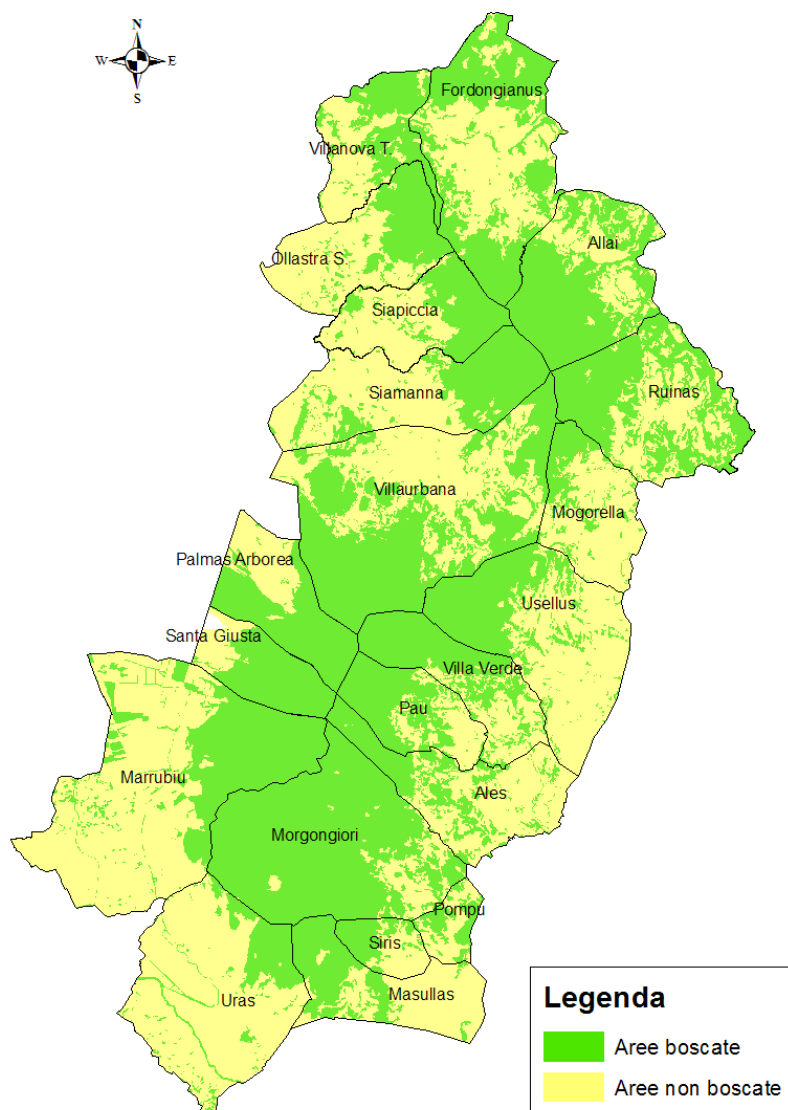 N
W E
S
Fordongianus
Villanova T.
Allai
Ollastra S.
Siapiccia
Siamanna
Ruinas
Villaurbana
Mogorella
Palmas Arborea
Usellus
Santa Giusta
Villa Verde
Pau
Marrubiu
Ales
Morgongiori
Pompu
Siris
Masullas
Uras
Legenda
Aree boscate
Aree non boscate